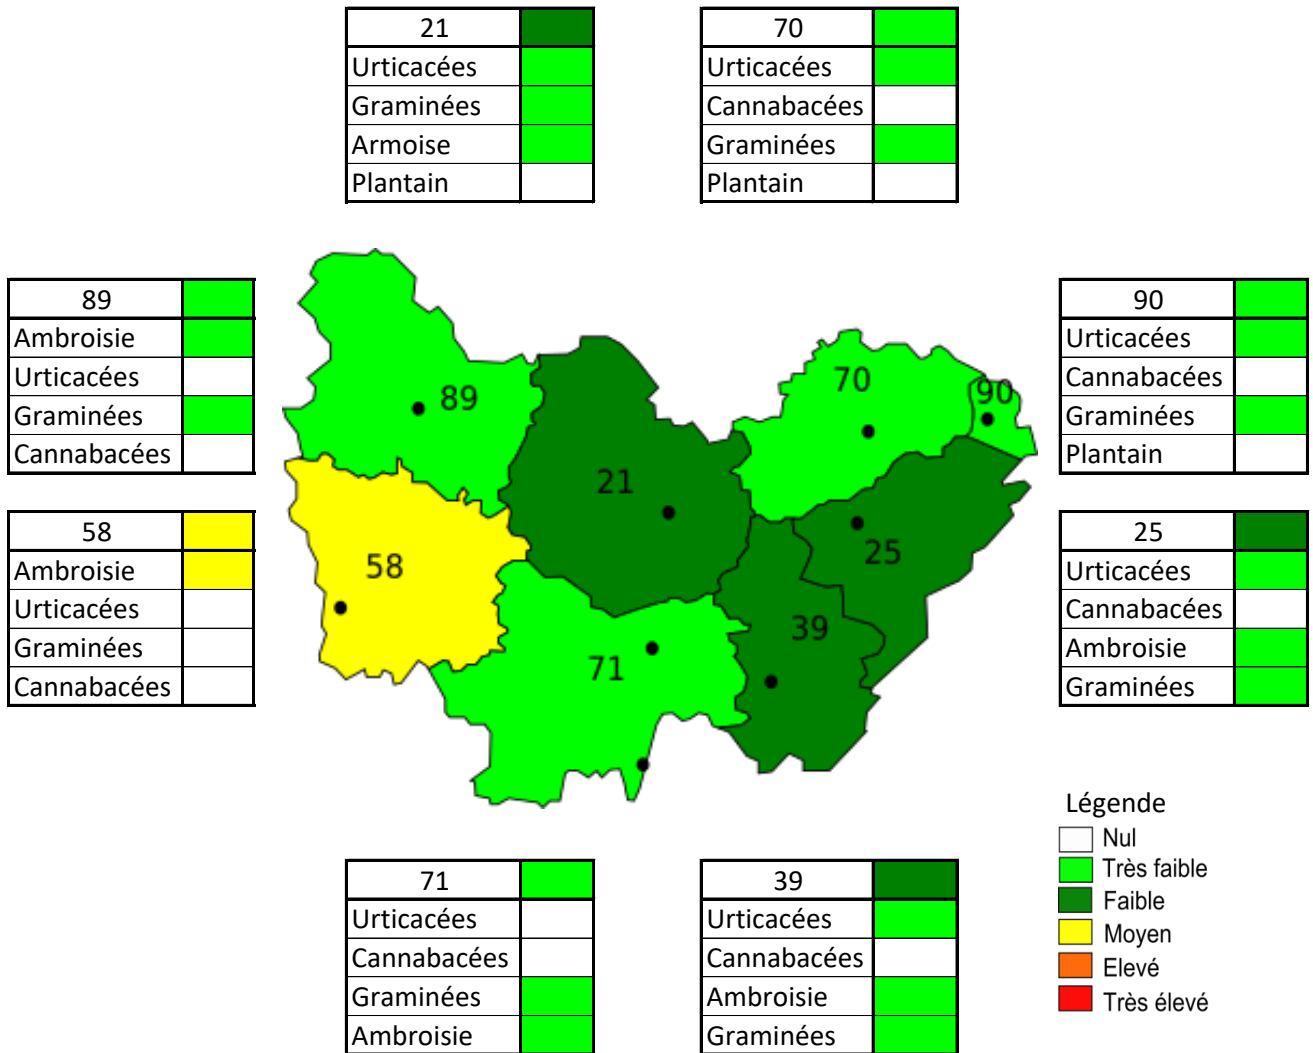 21
Urticacées
Graminées
Armoise
Plantain
70
Urticacées
Cannabacées
Graminées
Plantain
89
Ambroisie
Urticacées
Graminées
Cannabacées
58
Ambroisie
Urticacées
Graminées
Cannabacées
89
21
70
90
58
25
39
71
90
Urticacées
Cannabacées
Graminées
Plantain
25
Urticacées
Cannabacées
Ambroisie
Graminées
Légende
Nul
Très faible
Faible
Moyen
Elevé
Très élevé
71
Urticacées
Cannabacées
Graminées
Ambroisie
39
Urticacées
Cannabacées
Ambroisie
Graminées